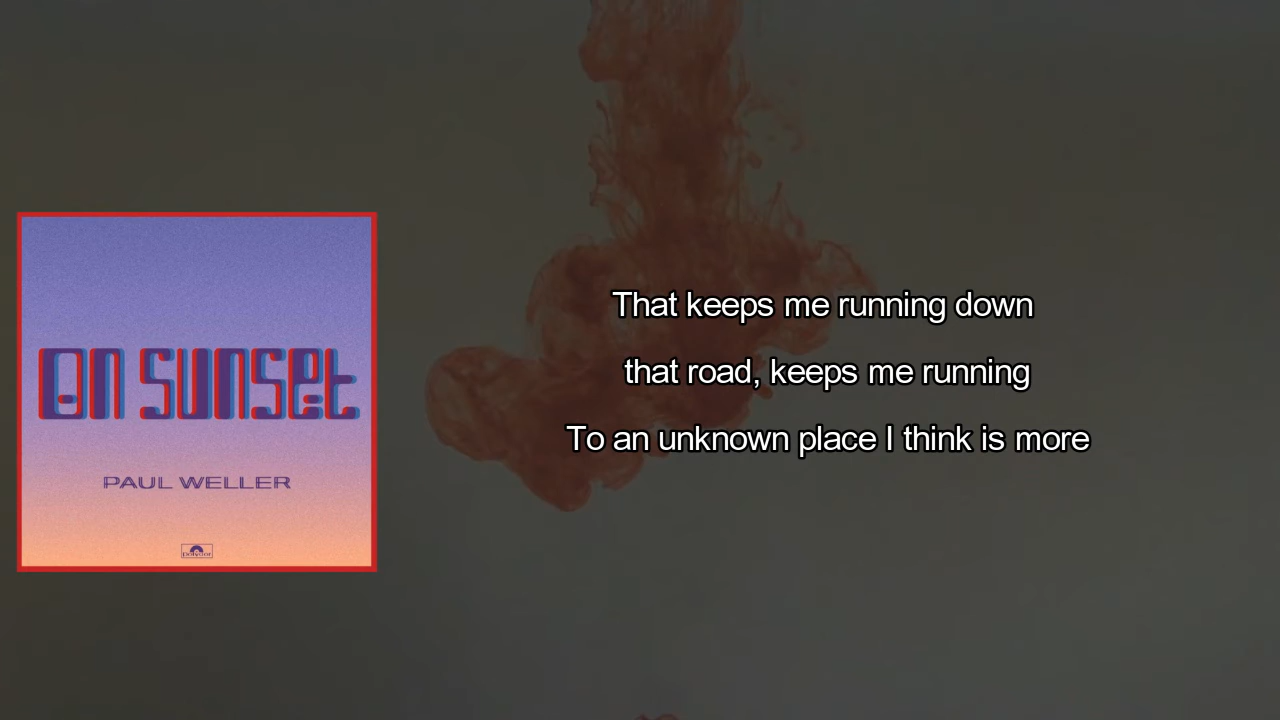 On Sunset
PAUL WELLER
polydor
That keeps me running down
that road, keeps me running
To an unknown place I think is more